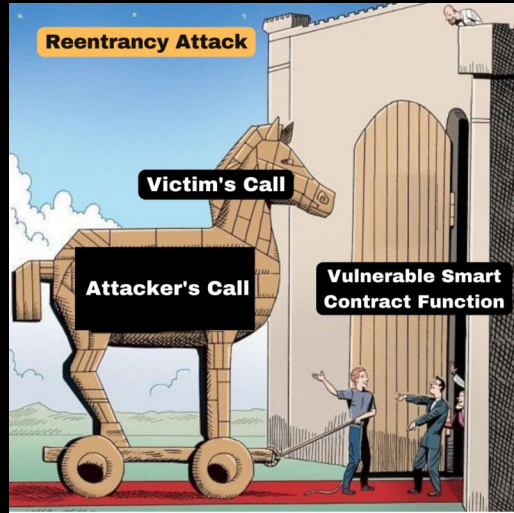 Reentrancy Attack
Victim's Call
Attacker's Call
Vulnerable Smart
Contract Function